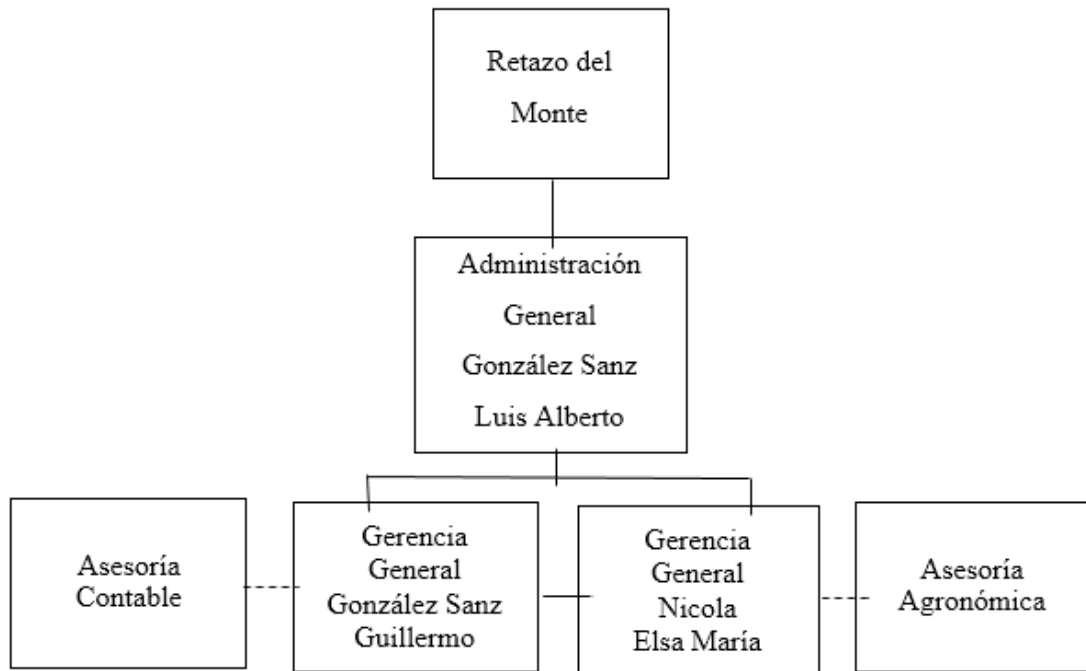 Retazo del
Monte
Administración
General
González Sanz
Luis Alberto
Asesoría
Contable
Gerencia
General
González Sanz
Guillermo
Gerencia
General
Nicola
Elsa María
Asesoría
Agronómica